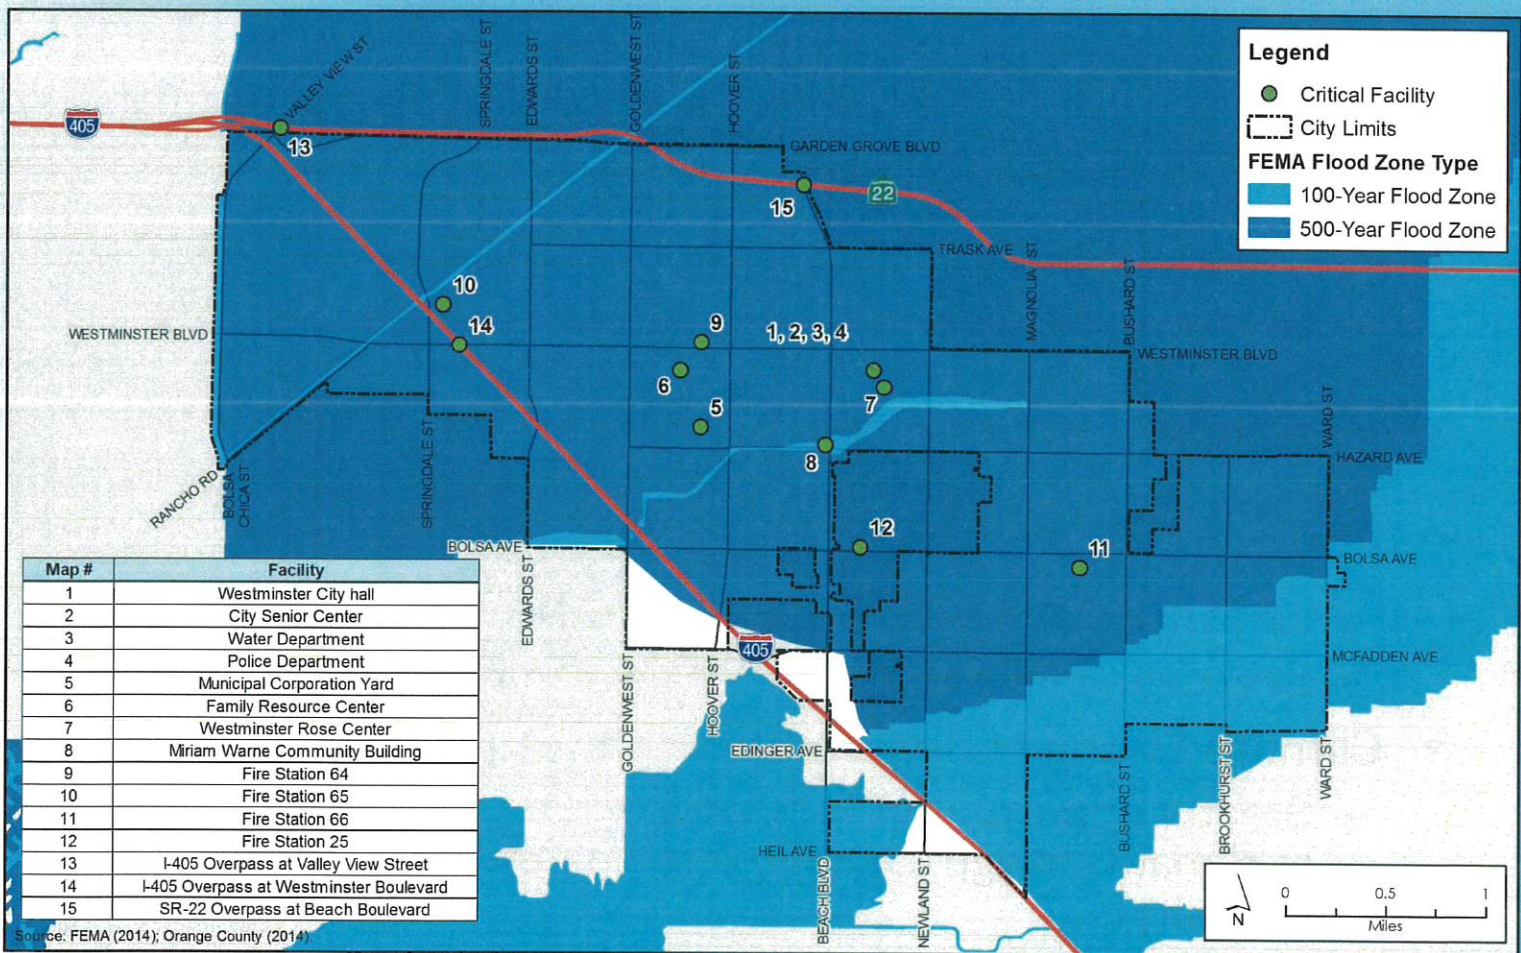 VALLEY VIEW ST
SPRINGDALE ST
EDWARDS ST
GOLDENWEST ST
HOOVER ST
405
13
GARDEN GROVE BLVD
15
22
TRASK AVE
MAGNOLIA ST
BUSHARD ST
10
14
9
1, 2, 3, 4
WESTMINSTER BLVD
WESTMINSTER BLVD
6
7
5
8
WARD ST
HAZARD AVE
RANCHO RD
BOLSA
CHICA ST
SPRINGDALE ST
BOLSA AVE
12
11
BOLSA AVE
EDWARDS ST
405
GOLDENWEST ST
HOOVER ST
MCFADDEN AVE
EDINGER AVE
HEIL AVE
BEACH BLVD
NEWLAND ST
BUSHARD ST
BROOKHURST ST
WARD ST
Legend
Critical Facility
City Limits
FEMA Flood Zone Type
100-Year Flood Zone
500-Year Flood Zone
Map # Facility
1 Westminster City hall
2 City Senior Center
3 Water Department
4 Police Department
5 Municipal Corporation Yard
6 Family Resource Center
7 Westminster Rose Center
8 Miriam Warne Community Building
9 Fire Station 64
10 Fire Station 65
11 Fire Station 66
12 Fire Station 25
13 I-405 Overpass at Valley View Street
14 I-405 Overpass at Westminster Boulevard
15 SR-22 Overpass at Beach Boulevard
Source: FEMA (2014); Orange County (2014).
N
0 0.5 1
Miles